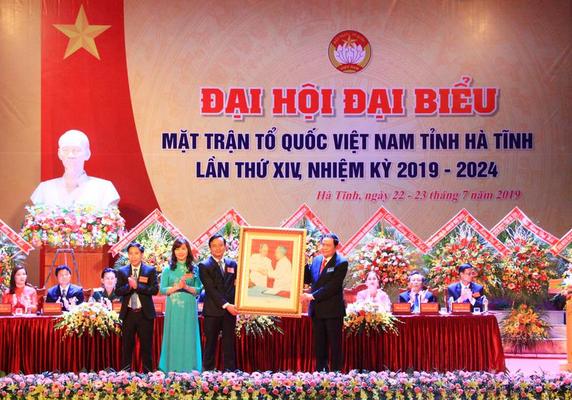 ĐẠI HỘI ĐẠI BIỂU
MẶT TRẬN TỔ QUỐC VIỆT NAM TỈNH HÀ TĨNH
LẦN THỨ XIV, NHIỆM KỲ 2019 - 2024
Hà Tĩnh, ngày 22 - 23 tháng 7 năm 2019